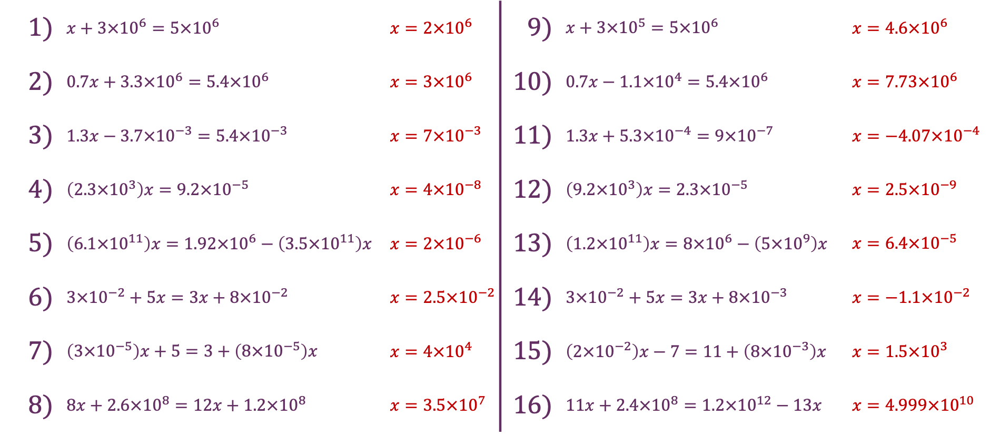 1) x + 3×10⁶ = 5×10⁶ x = 2×10⁶
2) 0.7x + 3.3×10⁶ = 5.4×10⁶ x = 3×10⁶
3) 1.3x − 3.7×10⁻³ = 5.4×10⁻³ x = 7×10⁻³
4) (2.3×10³)x = 9.2×10⁻⁵ x = 4×10⁻⁸
5) (6.1×10¹¹)x = 1.92×10⁶ − (3.5×10¹¹)x x = 2×10⁻⁶
6) 3×10⁻² + 5x = 3x + 8×10⁻² x = 2.5×10⁻²
7) (3×10⁻⁵)x + 5 = 3 + (8×10⁻⁵)x x = 4×10⁴
8) 8x + 2.6×10⁸ = 12x + 1.2×10⁸ x = 3.5×10⁷
9) x + 3×10⁵ = 5×10⁶ x = 4.6×10⁶
10) 0.7x − 1.1×10⁴ = 5.4×10⁶ x = 7.73×10⁶
11) 1.3x + 5.3×10⁻⁴ = 9×10⁻⁷ x = −4.07×10⁻⁴
12) (9.2×10³)x = 2.3×10⁻⁵ x = 2.5×10⁻⁹
13) (1.2×10¹¹)x = 8×10⁶ − (5×10⁹)x x = 6.4×10⁻⁵
14) 3×10⁻² + 5x = 3x + 8×10⁻³ x = −1.1×10⁻²
15) (2×10⁻²)x − 7 = 11 + (8×10⁻³)x x = 1.5×10³
16) 11x + 2.4×10⁸ = 1.2×10¹² − 13x x = 4.999×10¹⁰